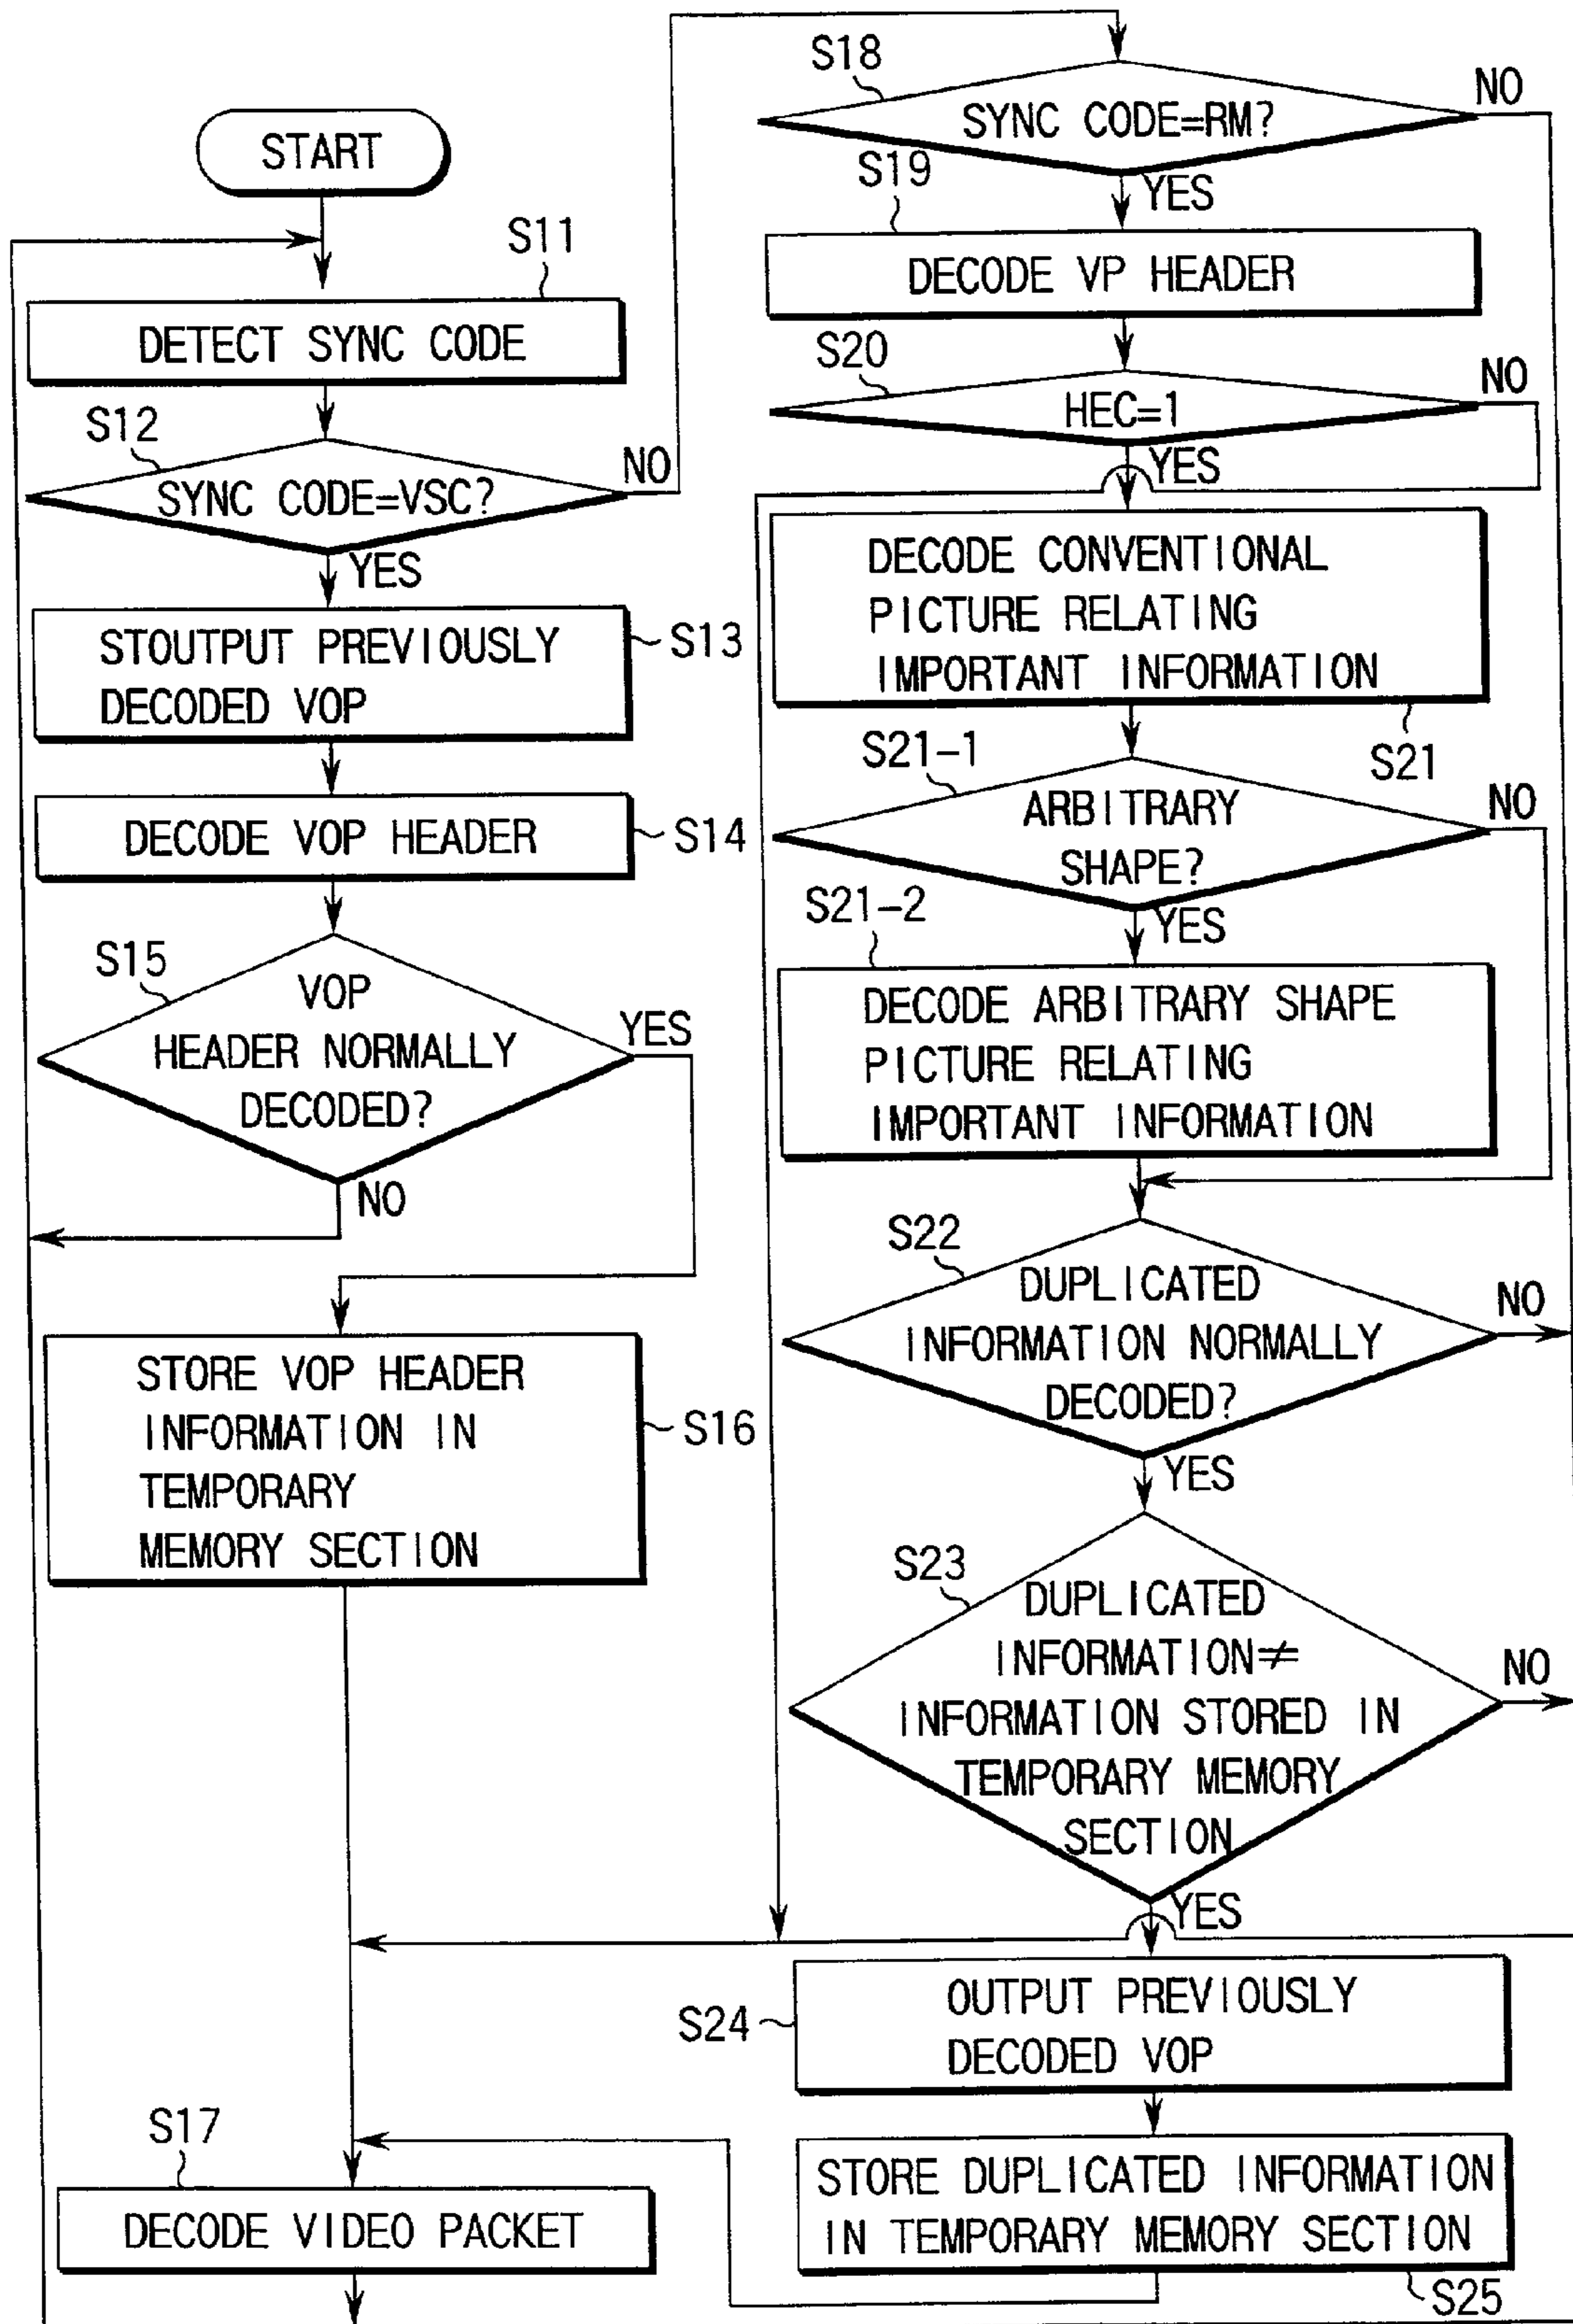 START
S11
DETECT SYNC CODE
S12
SYNC CODE=VSC?
NO
YES
STOUTPUT PREVIOUSLY
DECODED VOP
S13
DECODE VOP HEADER
S14
S15
VOP
HEADER NORMALLY
DECODED?
YES
NO
STORE VOP HEADER
INFORMATION IN
TEMPORARY
MEMORY SECTION
S16
S17
DECODE VIDEO PACKET
S18
SYNC CODE=RM?
NO
YES
S19
DECODE VP HEADER
S20
HEC=1
NO
YES
DECODE CONVENTIONAL
PICTURE RELATING
IMPORTANT INFORMATION
S21
S21-1
ARBITRARY
SHAPE?
NO
YES
S21-2
DECODE ARBITRARY SHAPE
PICTURE RELATING
IMPORTANT INFORMATION
S22
DUPLICATED
INFORMATION NORMALLY
DECODED?
NO
YES
S23
DUPLICATED
INFORMATION≠
INFORMATION STORED IN
TEMPORARY MEMORY
SECTION
NO
YES
S24
OUTPUT PREVIOUSLY
DECODED VOP
STORE DUPLICATED INFORMATION
IN TEMPORARY MEMORY SECTION
S25